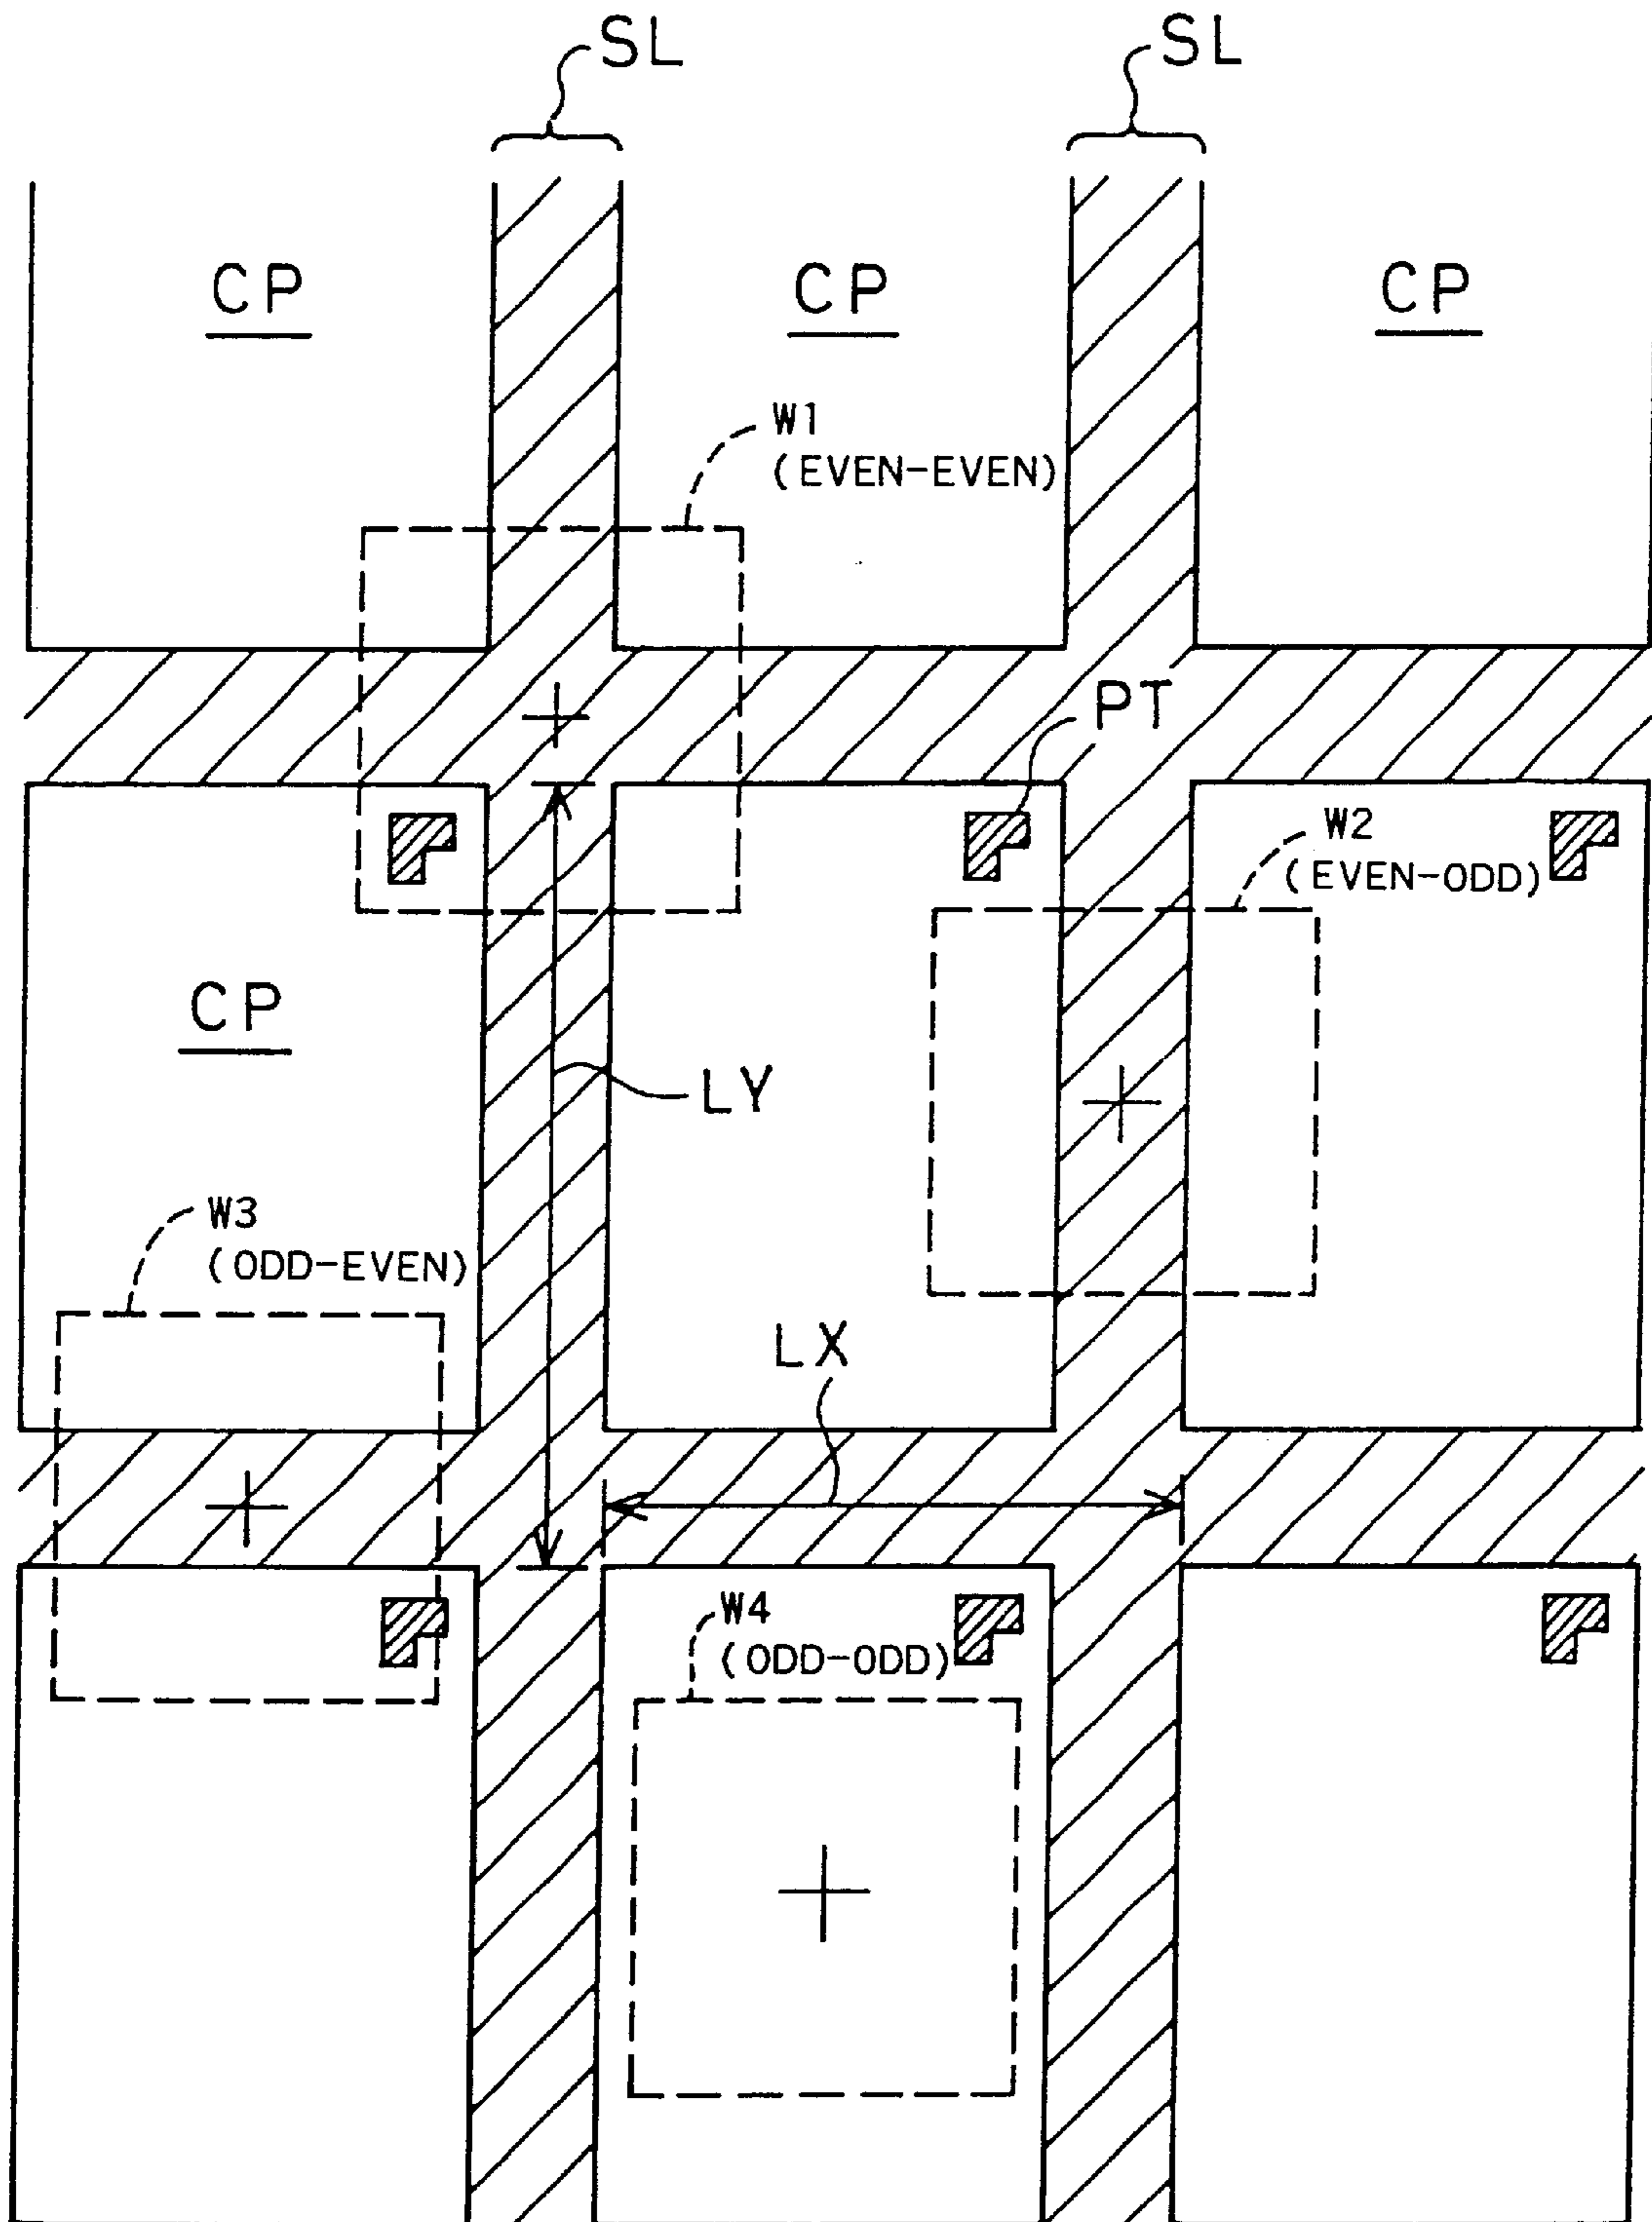 SL
SL
CP
CP
CP
W1
(EVEN-EVEN)
PT
W2
(EVEN-ODD)
CP
LY
W3
(ODD-EVEN)
LX
W4
(ODD-ODD)